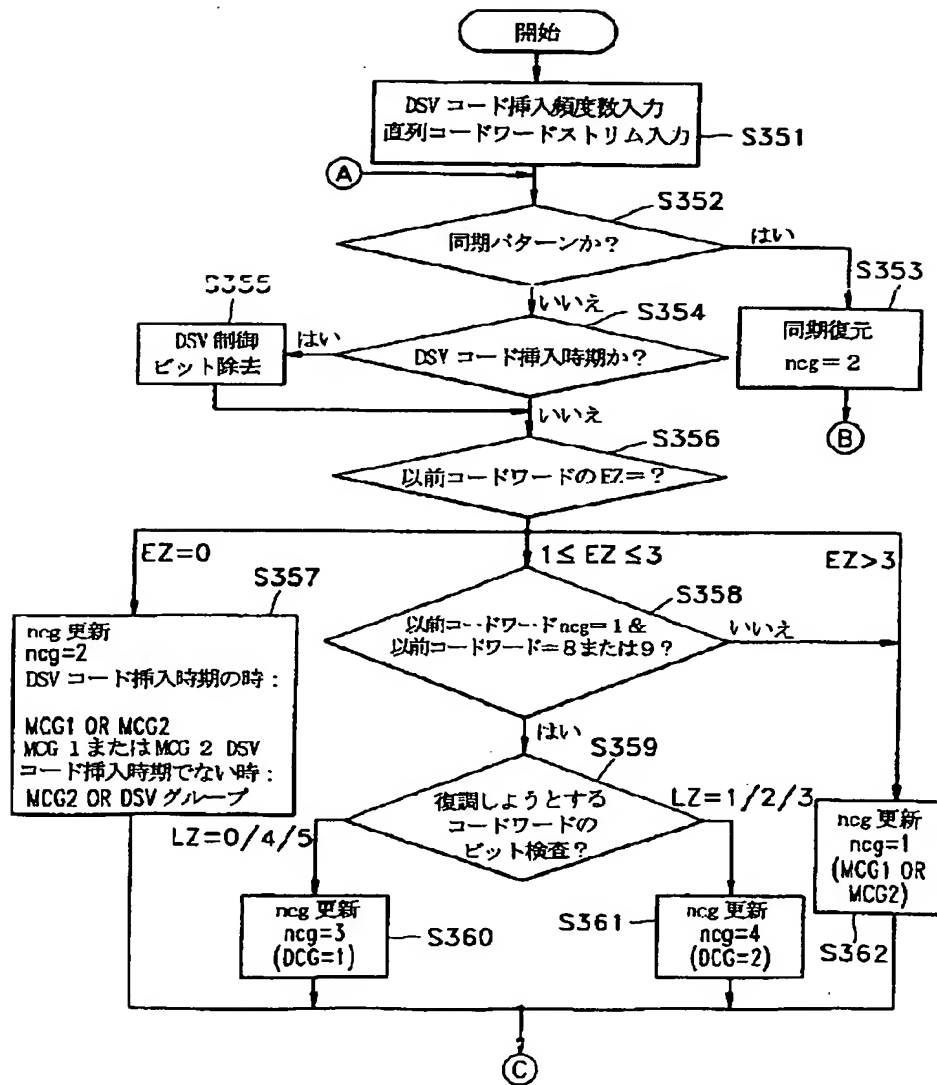 開始
DSV コード挿入頻度数入力
直列コードワードストリム入力
S351
A
S352
同期パターンか？
はい
S353
同期復元
ncg＝2
B
いいえ
S354
S355
DSV 制御
ビット除去
はい
DSV コード挿入時期か？
いいえ
S356
以前コードワードの EZ＝？
EZ=0
1≤ EZ ≤3
EZ>3
S357
ncg 更新
ncg=2
DSV コード挿入時期の時：
MCG1 OR MCG2
MCG 1 または MCG 2 DSV
コード挿入時期でない時：
MCG2 OR DSV グループ
S358
以前コードワード ncg＝1 &
以前コードワード＝8または9？
いいえ
はい
S359
復調しようとする
コードワードの
ビット検査？
LZ=0/4/5
LZ=1/2/3
ncg 更新
ncg=3
(DCG=1)
S360
S361
ncg 更新
ncg=4
(DCG=2)
ncg 更新
ncg=1
(MCG1 OR
MCG2)
S362
C